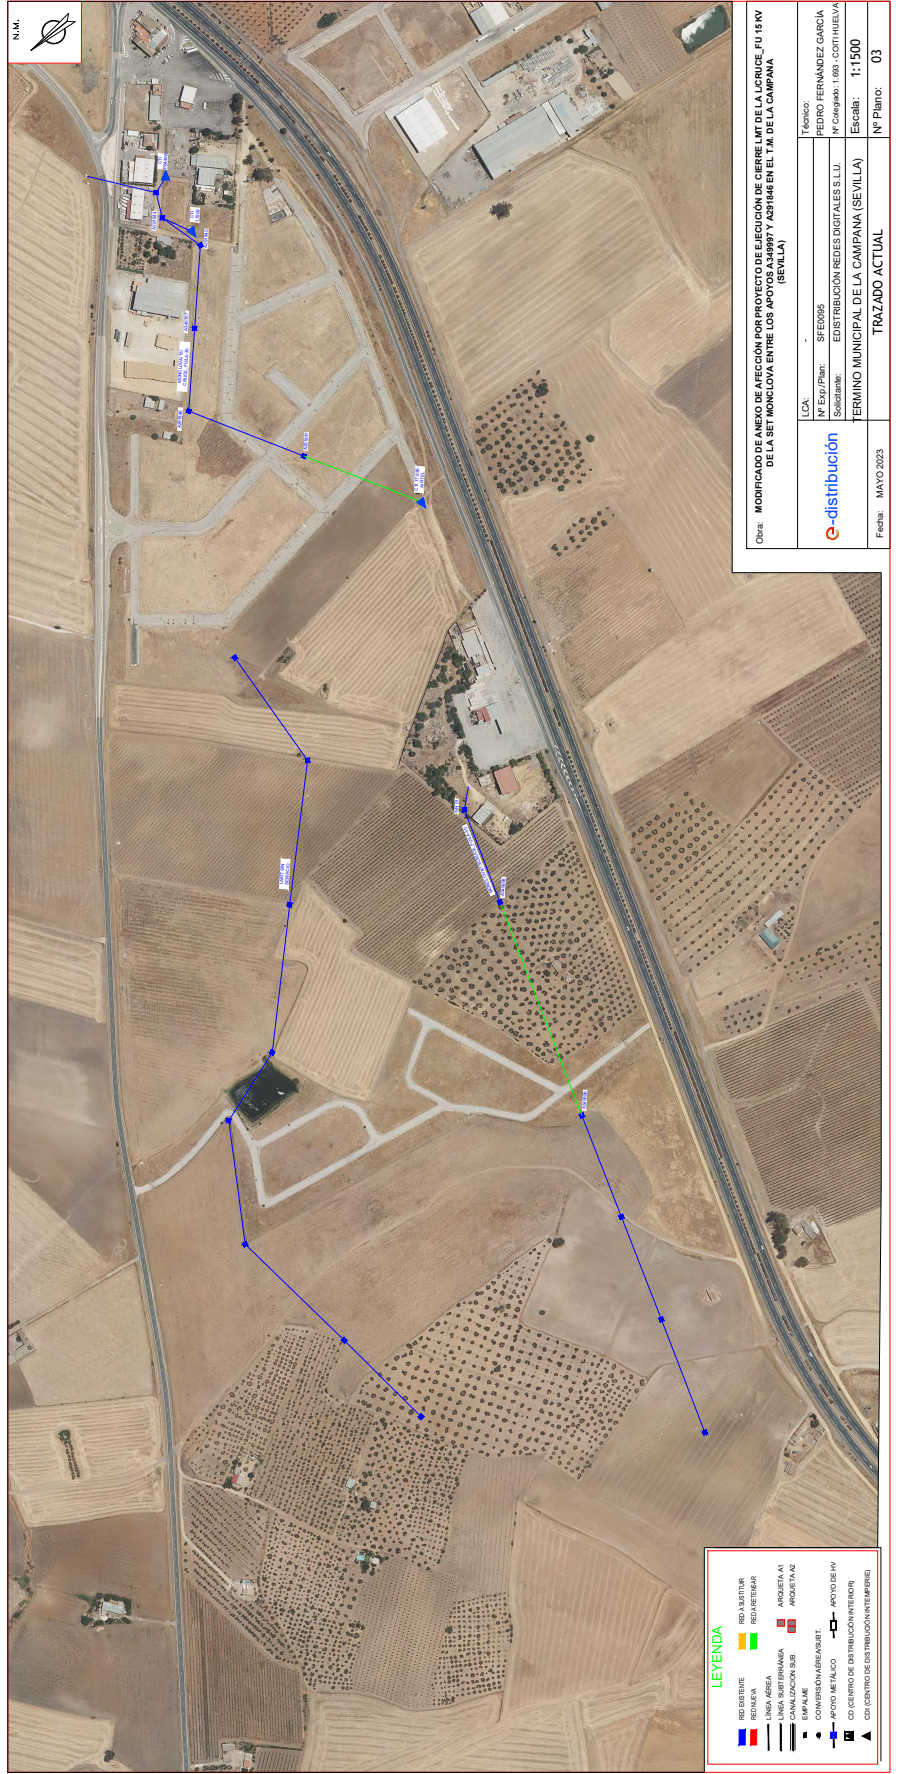 N.M.
Obra: MODIFICADO DE ANEXO DE AFECCIÓN POR PROYECTO DE EJECUCIÓN DE CIERRE LMT DE LA L/CRUCE_FU 15 KV
DE LA SET MONCLOVA ENTRE LOS APOYOS A349997 Y A291846 EN EL T.M. DE LA CAMPANA
(SEVILLA)
e-distribución
LCA: -
Nº Exp./Plan: SFE0095
Solicitante: EDISTRIBUCIÓN REDES DIGITALES S.L.U.
Técnico:
PEDRO FERNÁNDEZ GARCÍA
Nº Colegiado: 1.693 - COITI HUELVA
TERMINO MUNICIPAL DE LA CAMPANA (SEVILLA)
Escala: 1:1500
Fecha: MAYO 2023
TRAZADO ACTUAL
Nº Plano: 03
LEYENDA
RED EXISTENTE
RED A SUSTITUIR
RED NUEVA
RED A RETENSAR
LÍNEA AÉREA
LÍNEA SUBTERRÁNEA
ARQUETA A1
CANALIZACION SUB.
ARQUETA A2
EMPALME
CONVERSIÓN AÉREA/SUBT.
APOYO METÁLICO
APOYO DE HV
CD (CENTRO DE DISTRIBUCIÓN INTERIOR)
CDI (CENTRO DE DISTRIBUCIÓN INTEMPERIE)